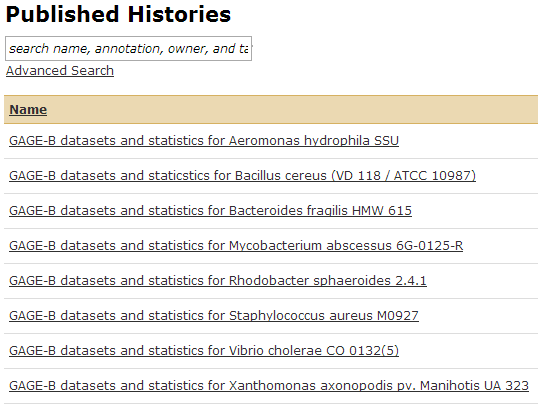 Published Histories
search name, annotation, owner, and ta
Advanced Search
Name
GAGE-B datasets and statistics for Aeromonas hydrophila SSU
GAGE-B datasets and staticstics for Bacillus cereus (VD 118 / ATCC 10987)
GAGE-B datasets and statistics for Bacteroides fragilis HMW 615
GAGE-B datasets and statistics for Mycobacterium abscessus 6G-0125-R
GAGE-B datasets and statistics for Rhodobacter sphaeroides 2.4.1
GAGE-B datasets and statistics for Staphylococcus aureus M0927
GAGE-B datasets and statistics for Vibrio cholerae CO 0132(5)
GAGE-B datasets and statistics for Xanthomonas axonopodis pv. Manihotis UA 323